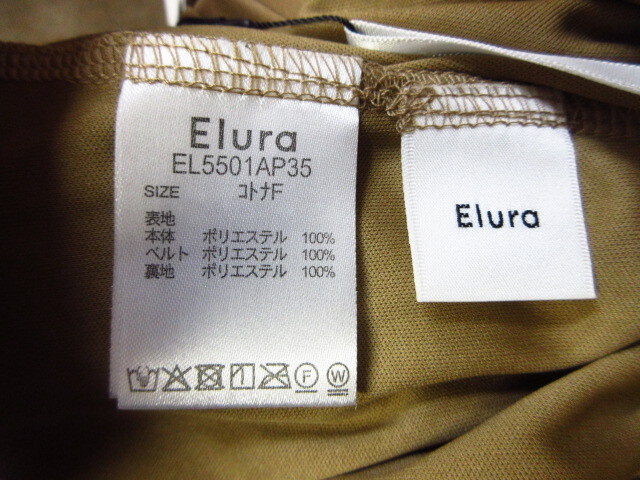 Elura
EL5501AP35
SIZE ｺﾄﾅF
表地
本体 ポリエステル 100%
ベルト ポリエステル 100%
裏地 ポリエステル 100%
F W
Elura